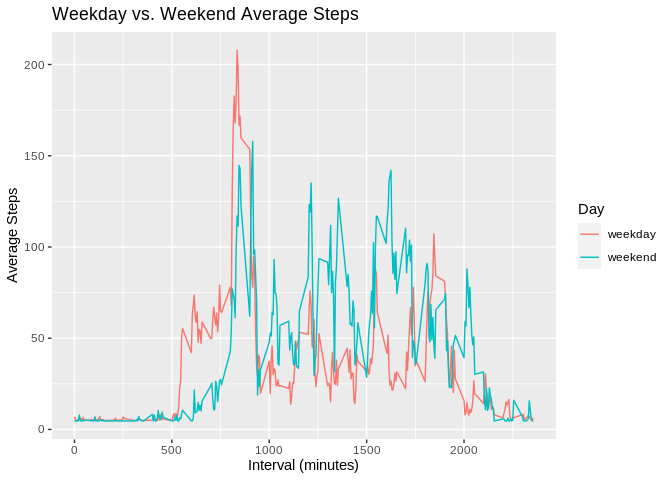 Weekday vs. Weekend Average Steps
Average Steps
200
150
100
50
0
0
500
1000
1500
2000
Interval (minutes)
Day
weekday
weekend